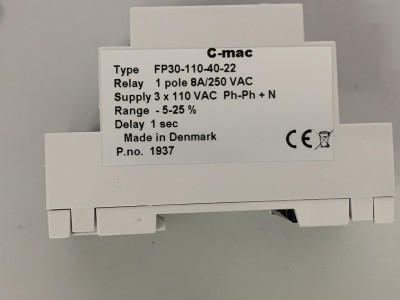 C-mac
Type FP30-110-40-22
Relay 1 pole 8A/250 VAC
Supply 3 x 110 VAC Ph-Ph + N
Range - 5-25 %
Delay 1 sec
Made in Denmark
P.no. 1937
CE